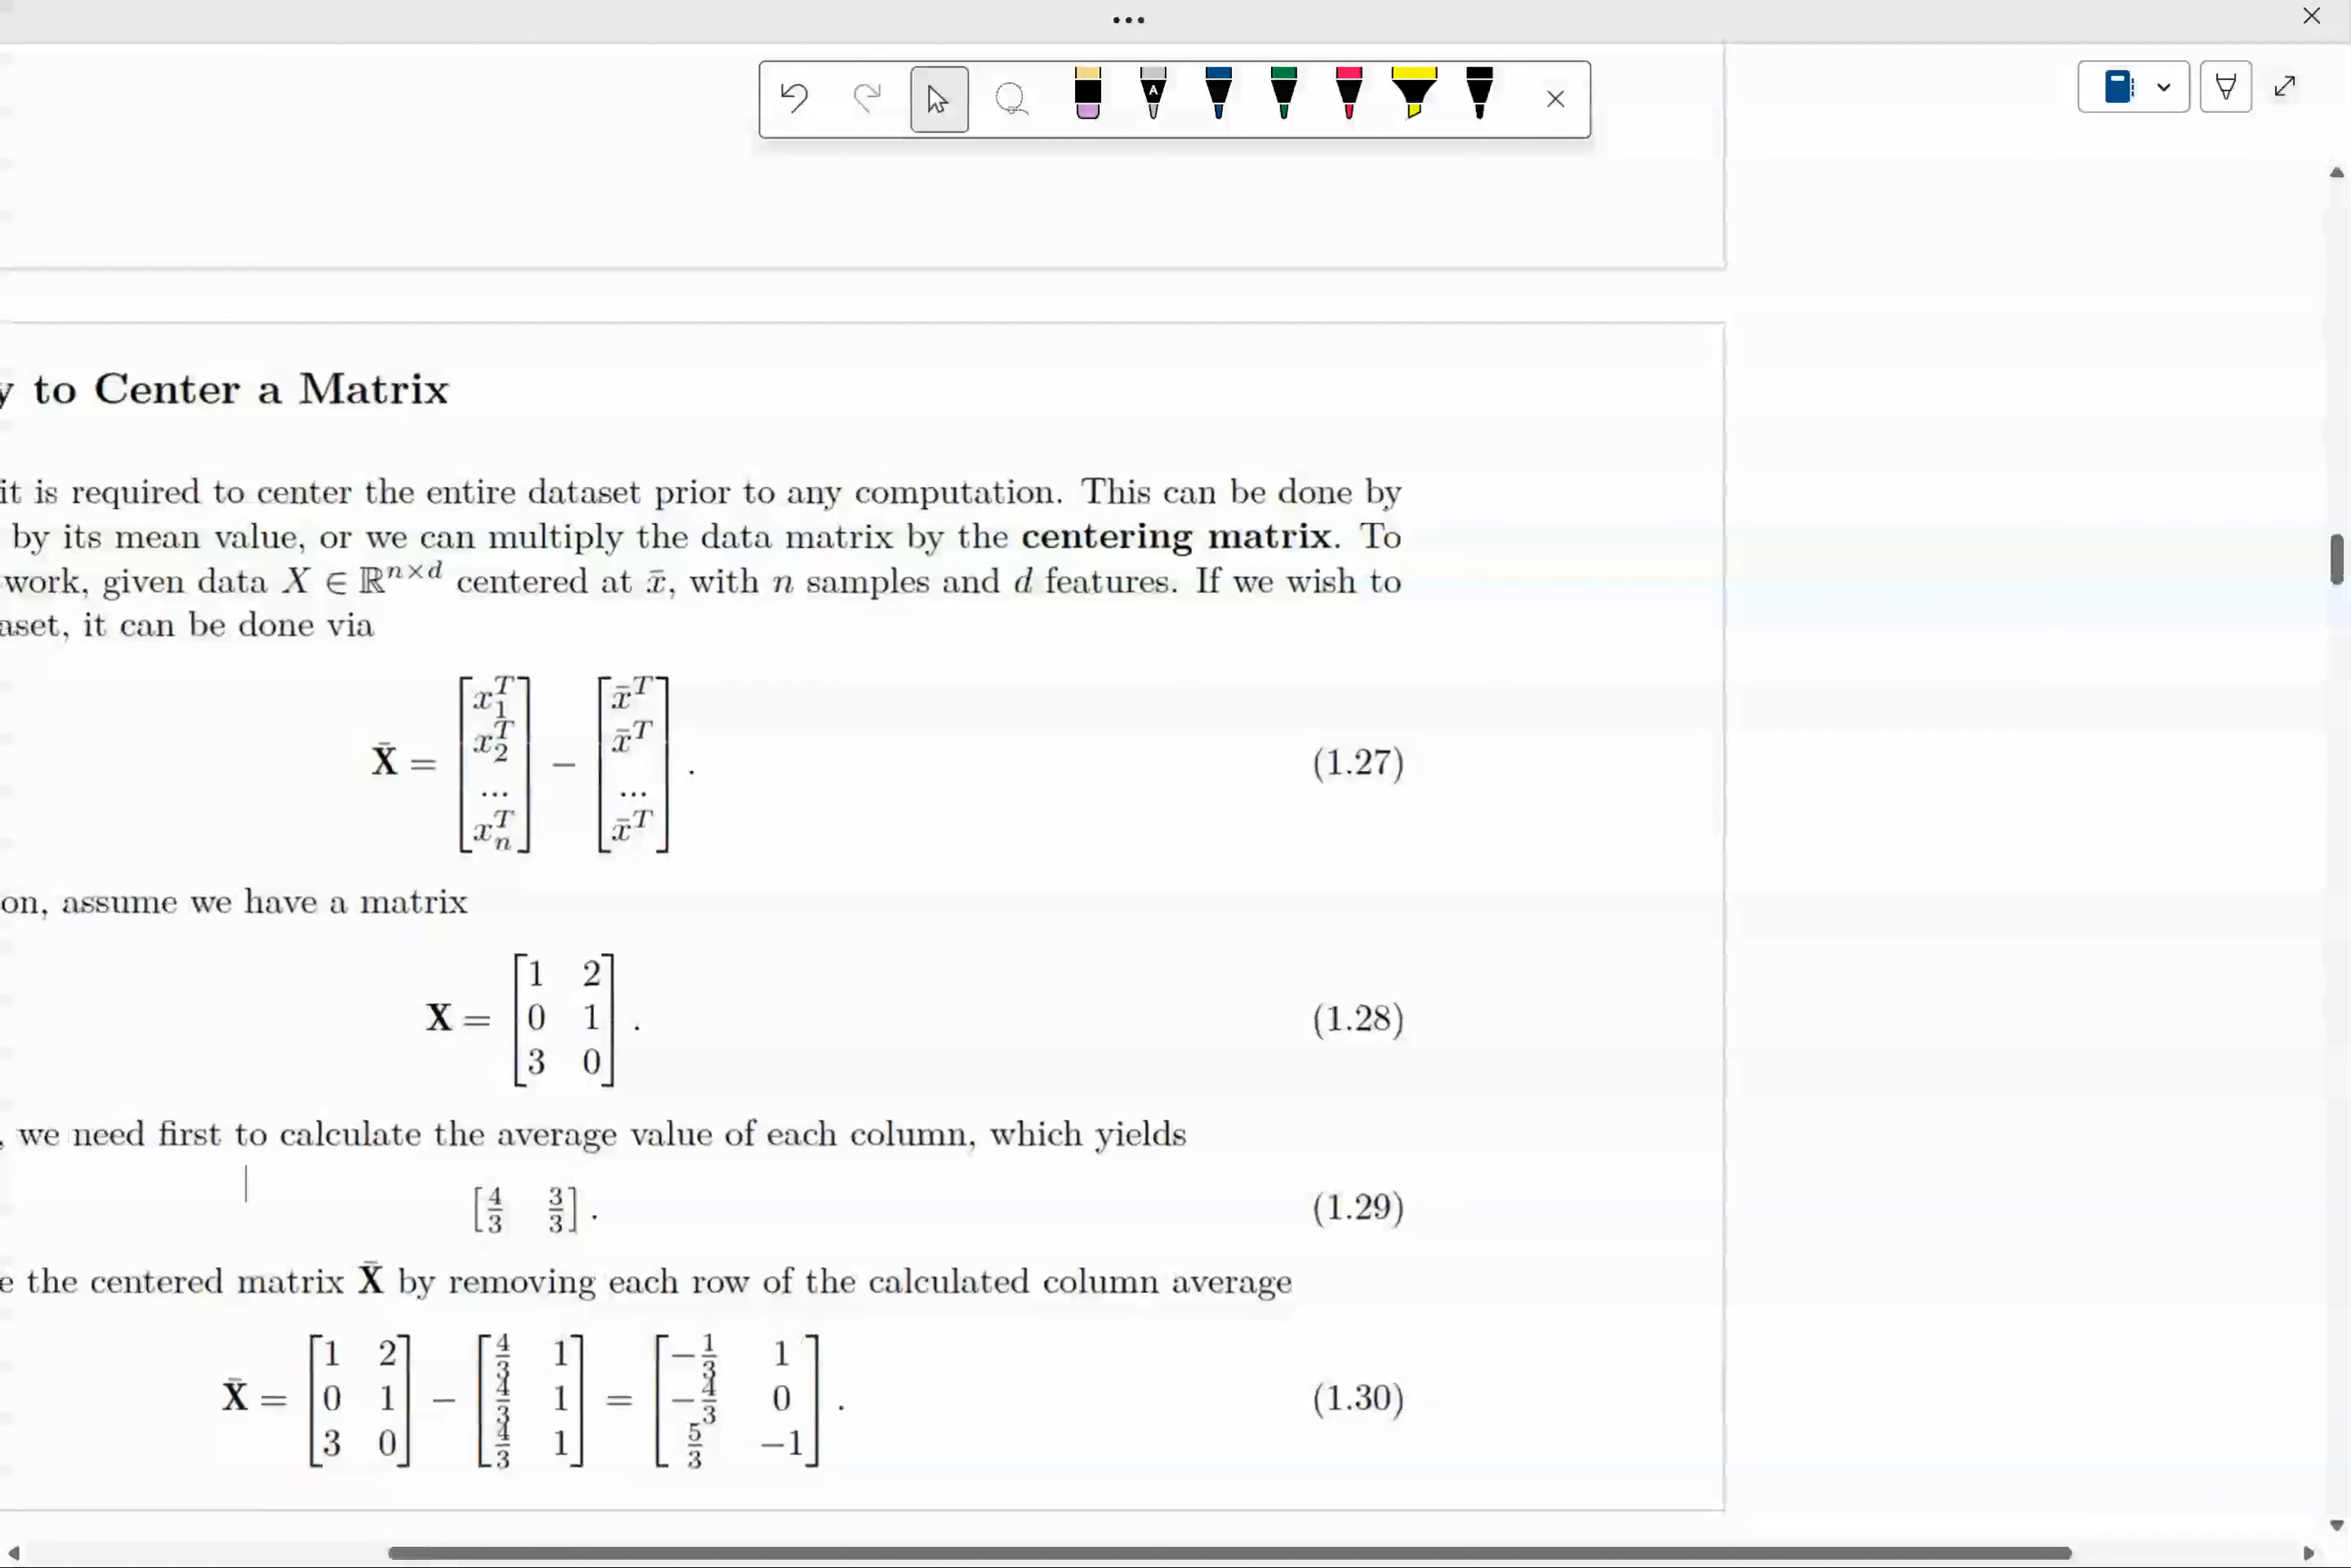 y to Center a Matrix
it is required to center the entire dataset prior to any computation. This can be done by
by its mean value, or we can multiply the data matrix by the centering matrix. To
work, given data X ∈ ℝⁿˣᵈ centered at x̄, with n samples and d features. If we wish to
aset, it can be done via
X̄ = [x₁ᵀ; x₂ᵀ; ...; xₙᵀ] − [x̄ᵀ; x̄ᵀ; ...; x̄ᵀ] . (1.27)
on, assume we have a matrix
X = [1 2; 0 1; 3 0] . (1.28)
, we need first to calculate the average value of each column, which yields
[4/3 3/3] . (1.29)
e the centered matrix X̄ by removing each row of the calculated column average
X̄ = [1 2; 0 1; 3 0] − [4/3 1; 4/3 1; 4/3 1] = [−1/3 1; −4/3 0; 5/3 −1] . (1.30)